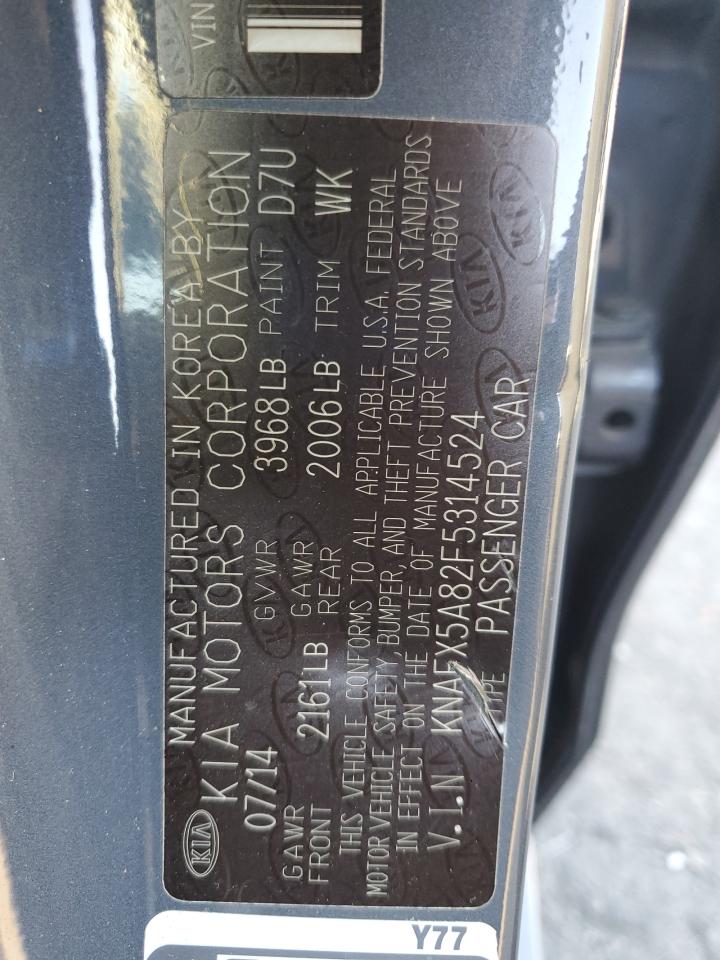 VIN
KIA
MANUFACTURED IN KOREA BY
KIA MOTORS CORPORATION
07/14 GVWR 3968LB PAINT D7U
GAWR FRONT 2161LB GAWR REAR 2006LB TRIM WK
THIS VEHICLE CONFORMS TO ALL APPLICABLE U.S.A. FEDERAL
MOTOR VEHICLE SAFETY, BUMPER, AND THEFT PREVENTION STANDARDS
IN EFFECT ON THE DATE OF MANUFACTURE SHOWN ABOVE
V.I.N KNAFX5A82F5314524
TYPE PASSENGER CAR
Y77